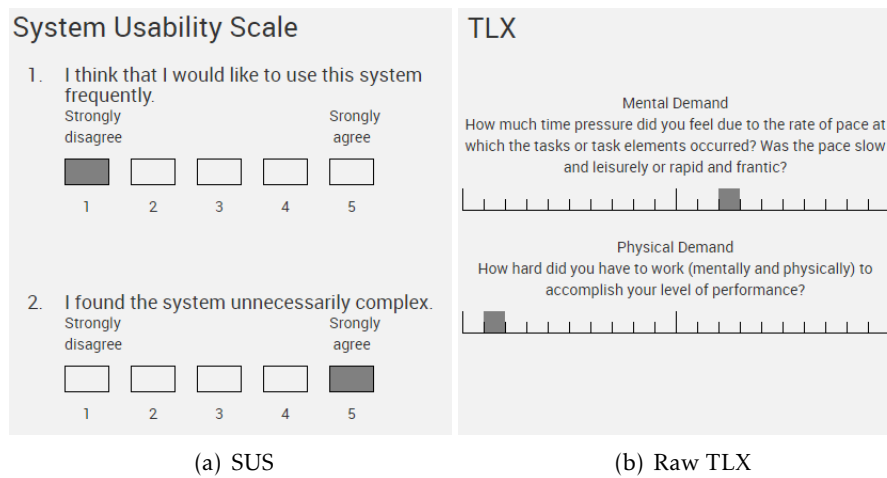 System Usability Scale
1. I think that I would like to use this system
frequently.
Strongly
disagree
Srongly
agree
1 2 3 4 5
2. I found the system unnecessarily complex.
Strongly
disagree
Srongly
agree
1 2 3 4 5
(a) SUS
TLX
Mental Demand
How much time pressure did you feel due to the rate of pace at
which the tasks or task elements occurred? Was the pace slow
and leisurely or rapid and frantic?
Physical Demand
How hard did you have to work (mentally and physically) to
accomplish your level of performance?
(b) Raw TLX